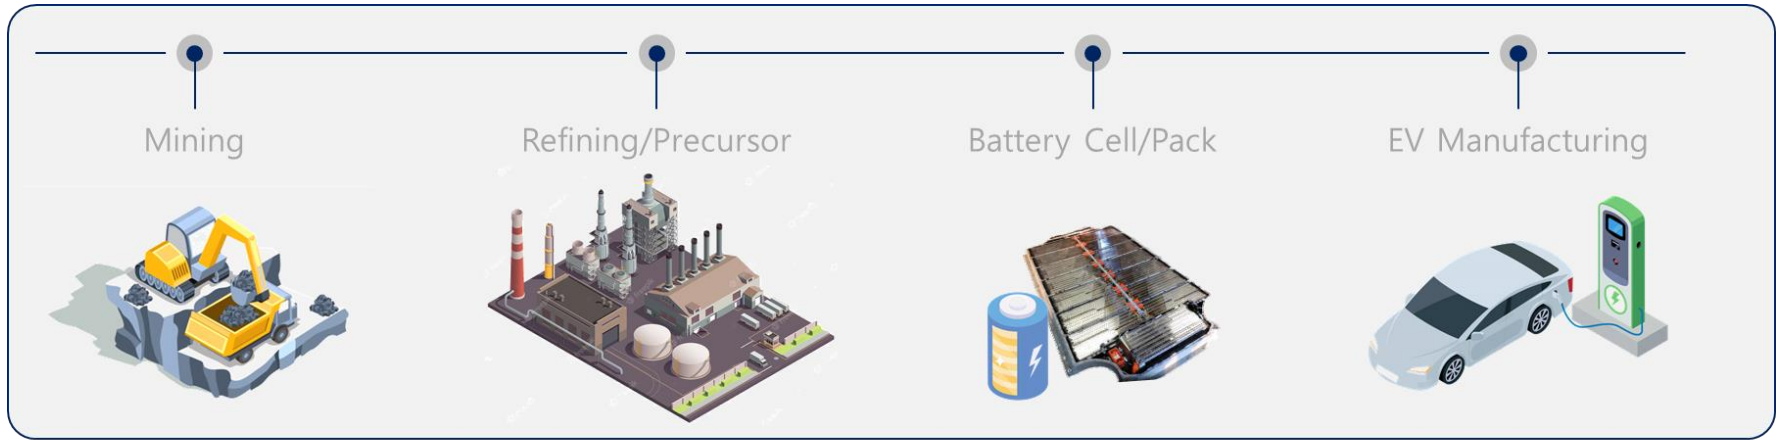 Mining
Refining/Precursor
Battery Cell/Pack
EV Manufacturing